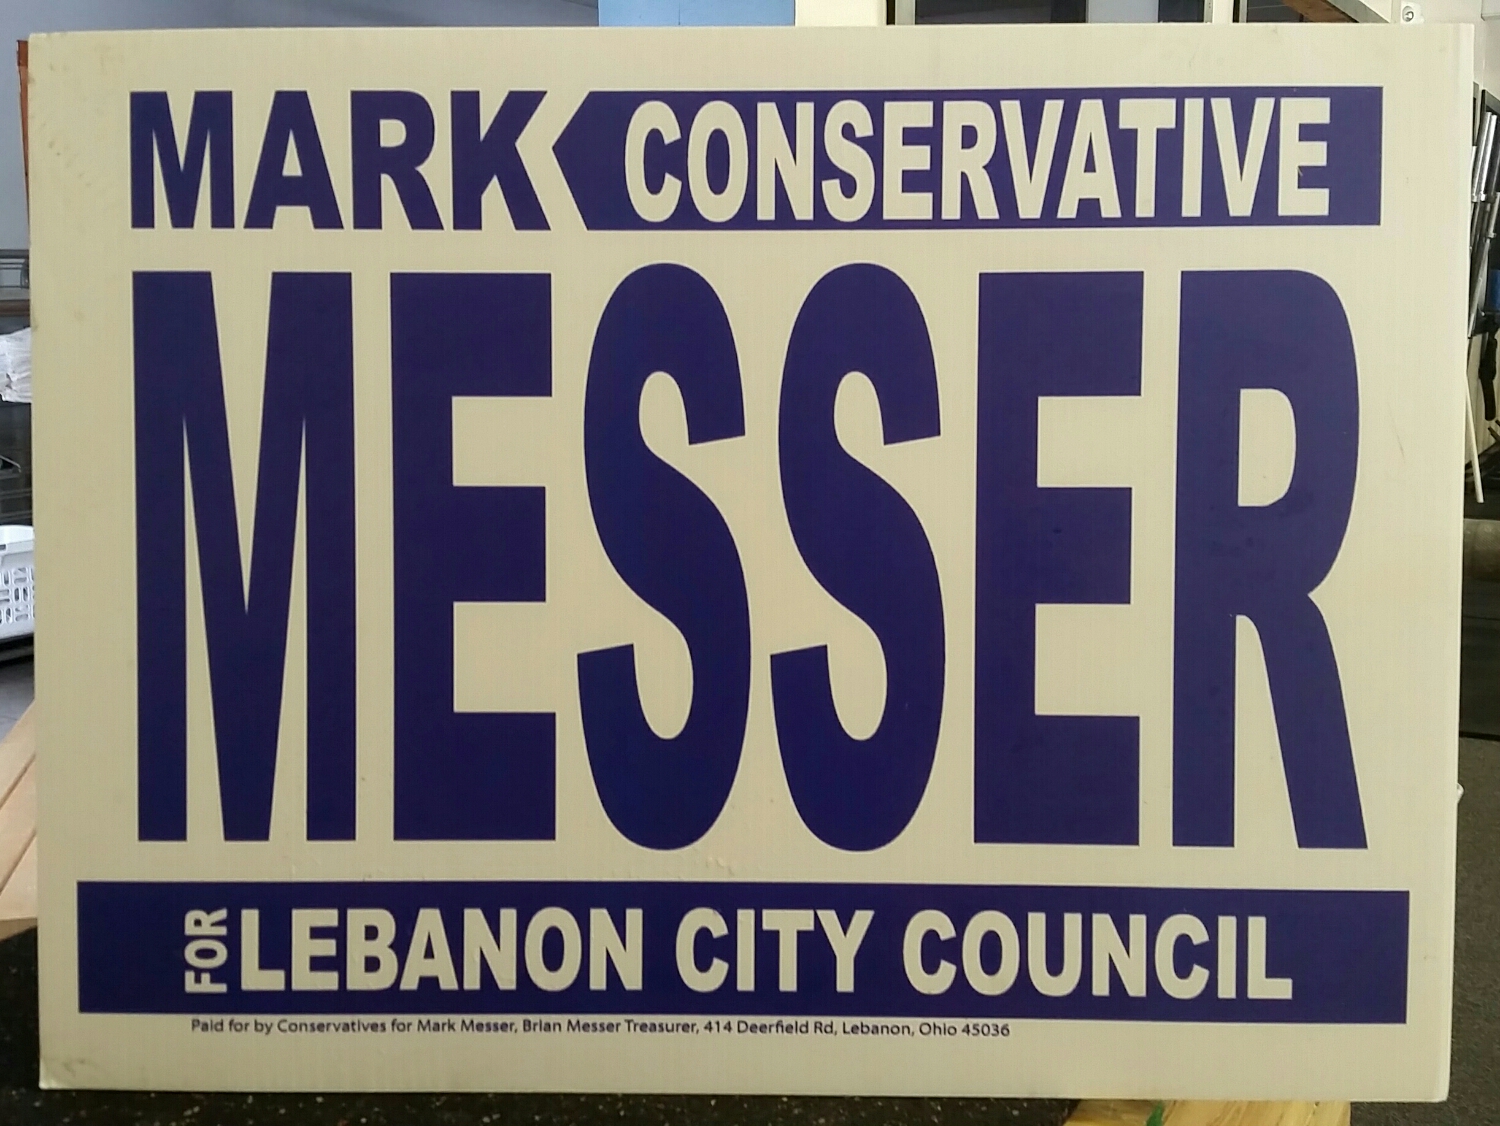 MARK CONSERVATIVE
MESSER
FOR LEBANON CITY COUNCIL
Paid for by Conservatives for Mark Messer, Brian Messer Treasurer, 414 Deerfield Rd, Lebanon, Ohio 45036